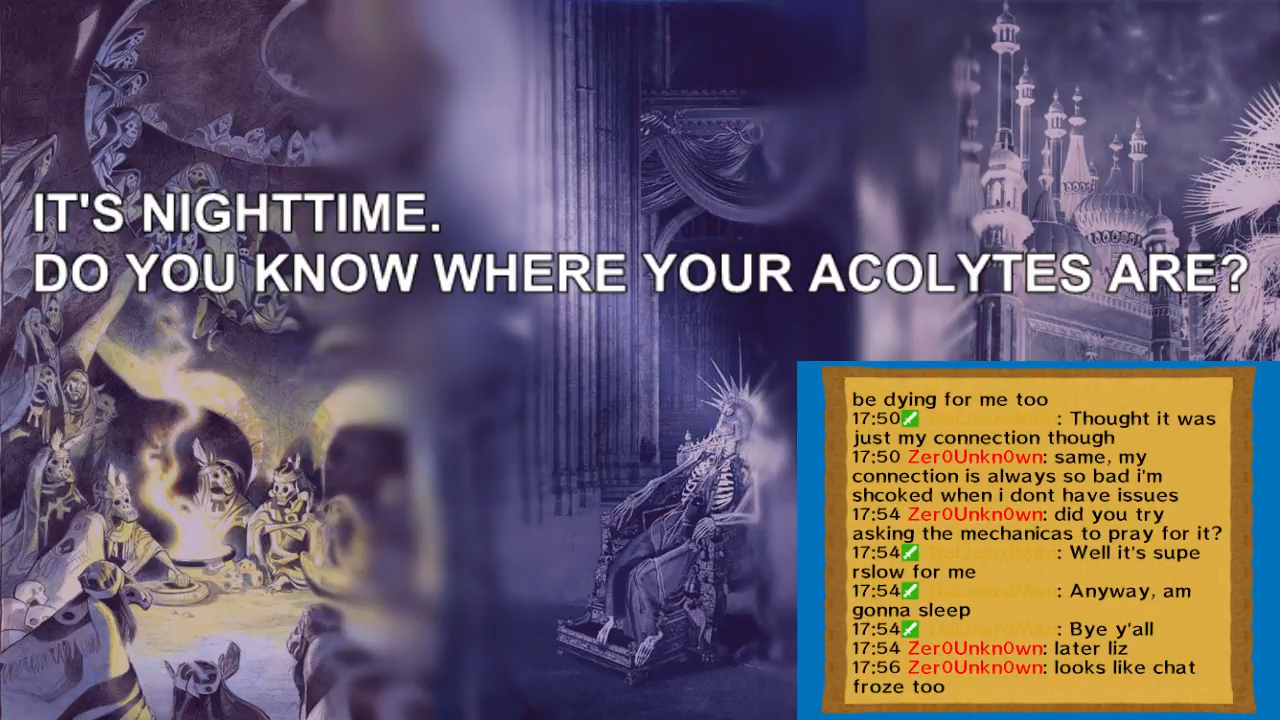 IT'S NIGHTTIME.
DO YOU KNOW WHERE YOUR ACOLYTES ARE?
be dying for me too
17:50 : Thought it was
just my connection though
17:50 Zer0Unkn0wn: same, my
connection is always so bad i'm
shcoked when i dont have issues
17:54 Zer0Unkn0wn: did you try
asking the mechanicas to pray for it?
17:54 : Well it's supe
rslow for me
17:54 : Anyway, am
gonna sleep
17:54 : Bye y'all
17:54 Zer0Unkn0wn: later liz
17:56 Zer0Unkn0wn: looks like chat
froze too